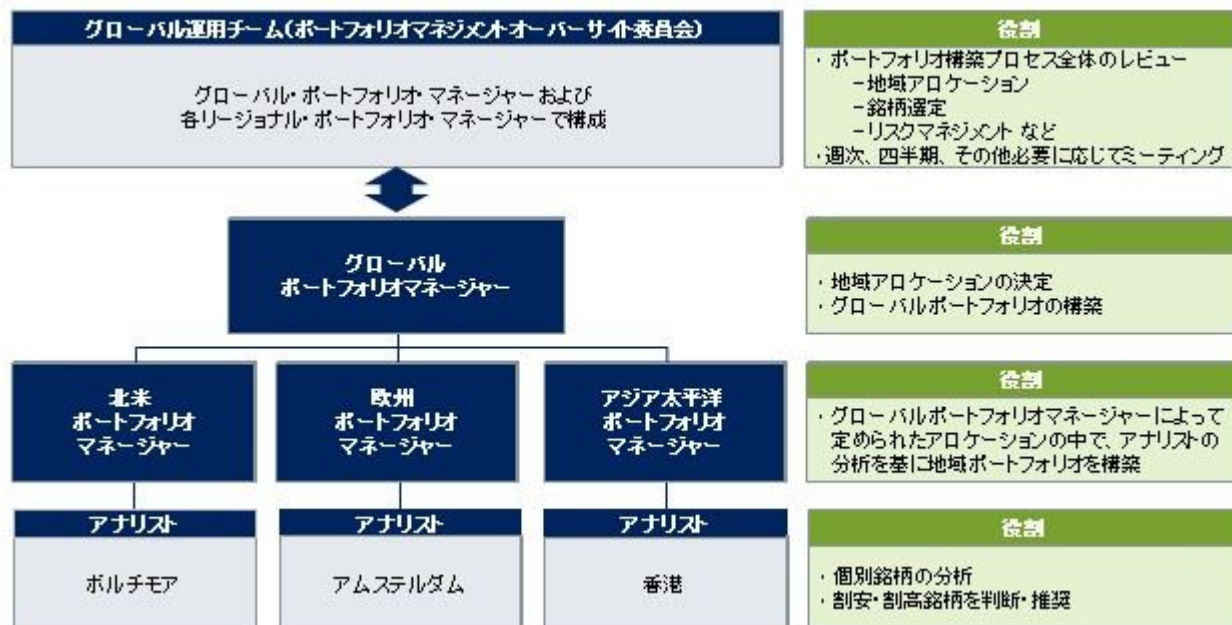 グローバル運用チーム(ポートフォリオマネジメントオーバーサイト委員会)
グローバル・ポートフォリオ・マネージャーおよび
各リージョナル・ポートフォリオ・マネージャーで構成
役割
・ポートフォリオ構築プロセス全体のレビュー
－地域アロケーション
－銘柄選定
－リスクマネジメント など
・週次、四半期、その他必要に応じてミーティング
グローバル
ポートフォリオマネージャー
役割
・地域アロケーションの決定
・グローバルポートフォリオの構築
北米
ポートフォリオ
マネージャー
欧州
ポートフォリオ
マネージャー
アジア太平洋
ポートフォリオ
マネージャー
役割
・グローバルポートフォリオマネージャーによって
定められたアロケーションの中で、アナリストの
分析を基に地域ポートフォリオを構築
アナリスト
ボルチモア
アナリスト
アムステルダム
アナリスト
香港
役割
・個別銘柄の分析
・割安・割高銘柄を判断・推奨